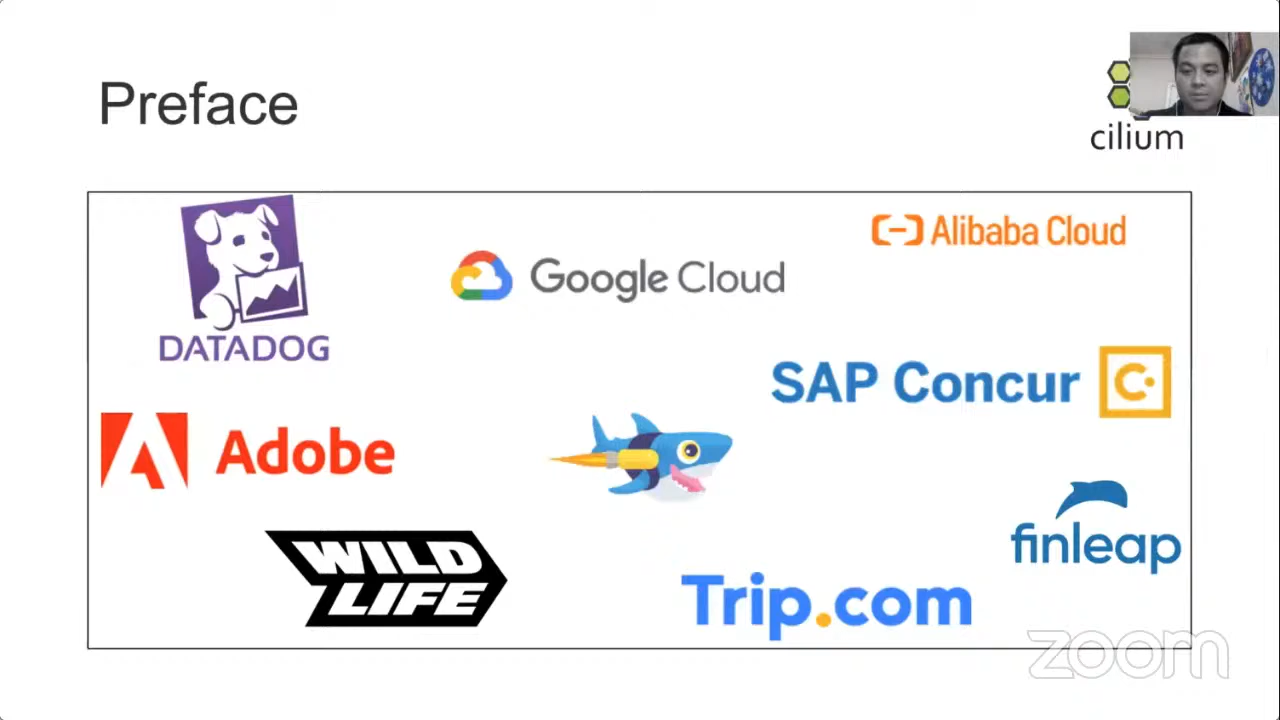 Preface
cilium
DATADOG
Google Cloud
Alibaba Cloud
SAP Concur
Adobe
WILD
LIFE
finleap
Trip.com
zoom